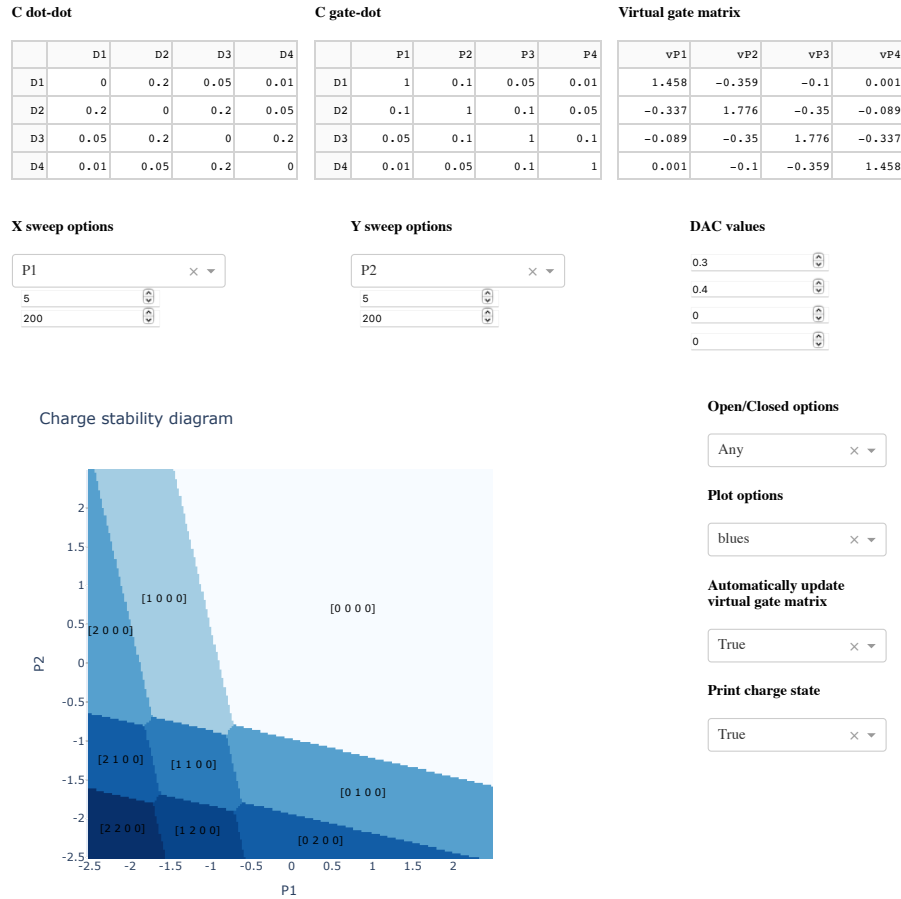 C dot-dot C gate-dot Virtual gate matrix
D1 D2 D3 D4 P1 P2 P3 P4 vP1 vP2 vP3 vP4
D1 0 0.2 0.05 0.01 D1 1 0.1 0.05 0.01 1.458 -0.359 -0.1 0.001
D2 0.2 0 0.2 0.05 D2 0.1 1 0.1 0.05 -0.337 1.776 -0.35 -0.089
D3 0.05 0.2 0 0.2 D3 0.05 0.1 1 0.1 -0.089 -0.35 1.776 -0.337
D4 0.01 0.05 0.2 0 D4 0.01 0.05 0.1 1 0.001 -0.1 -0.359 1.458
X sweep options Y sweep options DAC values
P1 × P2 × 0.3
5 5 0.4
200 200 0
0
Charge stability diagram
Open/Closed options
Any ×
Plot options
blues ×
Automatically update
virtual gate matrix
True ×
Print charge state
True ×
2
1.5
1
0.5
0
-0.5
-1
-1.5
-2
-2.5
P2
[1 0 0 0]
[0 0 0 0]
[2 0 0 0]
[2 1 0 0]
[1 1 0 0]
[0 1 0 0]
[2 2 0 0]
[1 2 0 0]
[0 2 0 0]
-2.5 -2 -1.5 -1 -0.5 0 0.5 1 1.5 2
P1